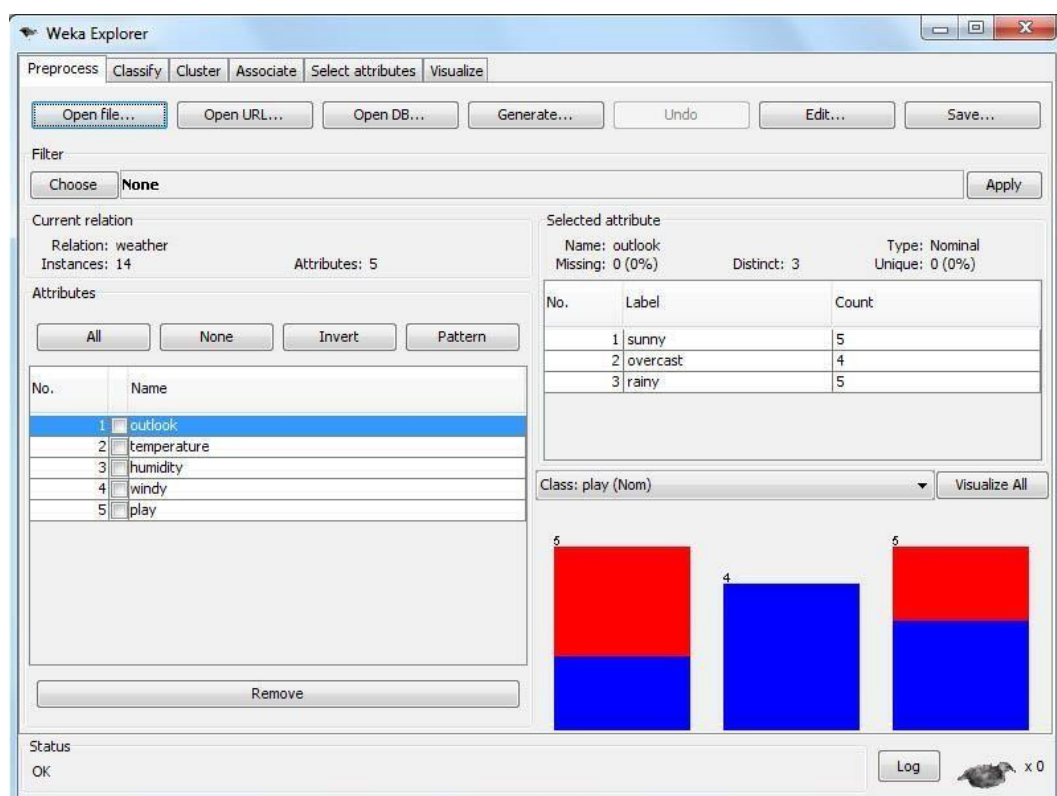 Weka Explorer
Preprocess Classify Cluster Associate Select attributes Visualize
Open file... Open URL... Open DB... Generate... Undo Edit... Save...
Filter
Choose None Apply
Current relation
Relation: weather
Instances: 14 Attributes: 5
Attributes
All None Invert Pattern
No. Name
1 outlook
2 temperature
3 humidity
4 windy
5 play
Remove
Selected attribute
Name: outlook Type: Nominal
Missing: 0 (0%) Distinct: 3 Unique: 0 (0%)
No. Label Count
1 sunny 5
2 overcast 4
3 rainy 5
Class: play (Nom) Visualize All
5 4 5
Status
OK Log x 0